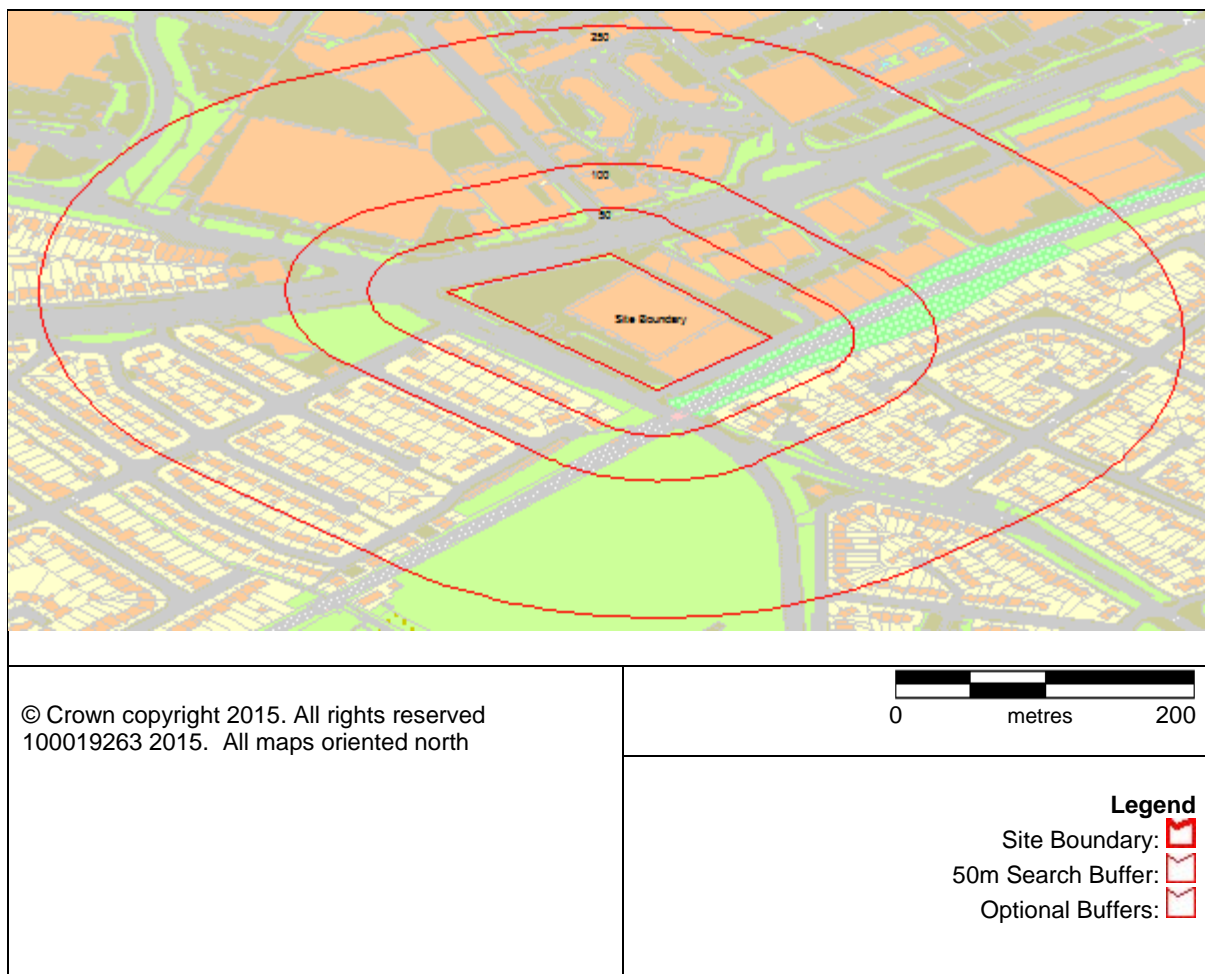 250
100
50
Site Boundary
© Crown copyright 2015. All rights reserved
100019263 2015. All maps oriented north
0 metres 200
Legend
Site Boundary:
50m Search Buffer:
Optional Buffers: